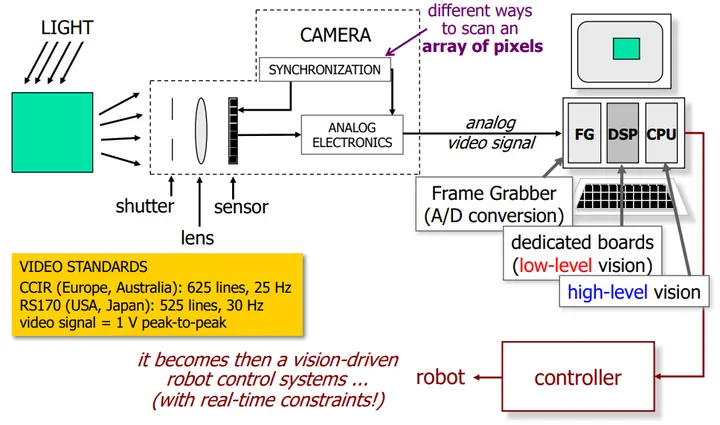 LIGHT
CAMERA
different ways
to scan an
array of pixels
SYNCHRONIZATION
ANALOG
ELECTRONICS
analog
video signal
FG
DSP
CPU
shutter
sensor
lens
Frame Grabber
(A/D conversion)
dedicated boards
(low-level vision)
high-level vision
VIDEO STANDARDS
CCIR (Europe, Australia): 625 lines, 25 Hz
RS170 (USA, Japan): 525 lines, 30 Hz
video signal = 1 V peak-to-peak
it becomes then a vision-driven
robot control systems ...
(with real-time constraints!)
robot
controller